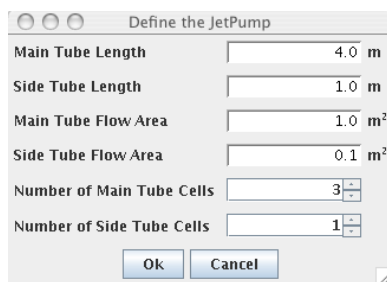 Define the JetPump
Main Tube Length 4.0 m
Side Tube Length 1.0 m
Main Tube Flow Area 1.0 m²
Side Tube Flow Area 0.1 m²
Number of Main Tube Cells 3
Number of Side Tube Cells 1
Ok Cancel